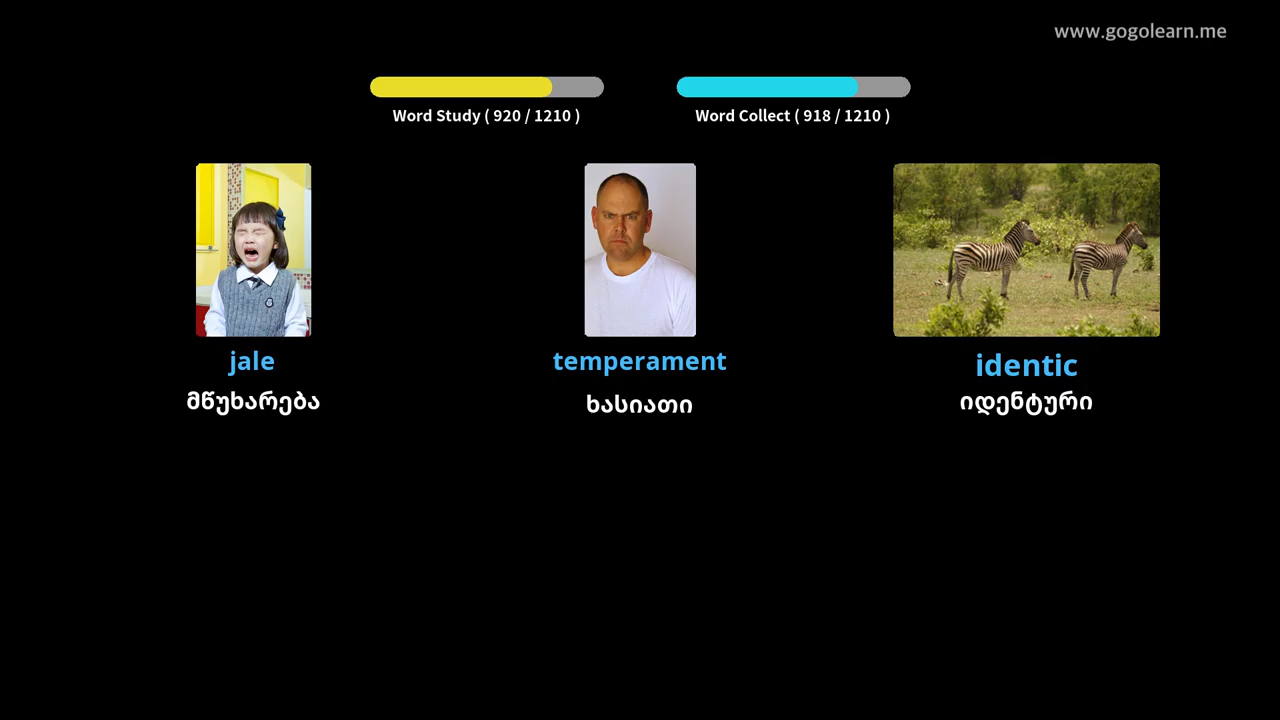 www.gogolearn.me
Word Study ( 920 / 1210 )
Word Collect ( 918 / 1210 )
jale
temperament
identic
მწუხარება
ხასიათი
იდენტური